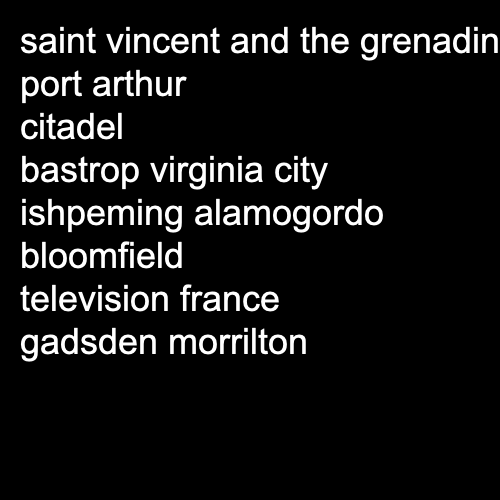 saint vincent and the grenadin
port arthur
citadel
bastrop virginia city
ishpeming alamogordo
bloomfield
television france
gadsden morrilton